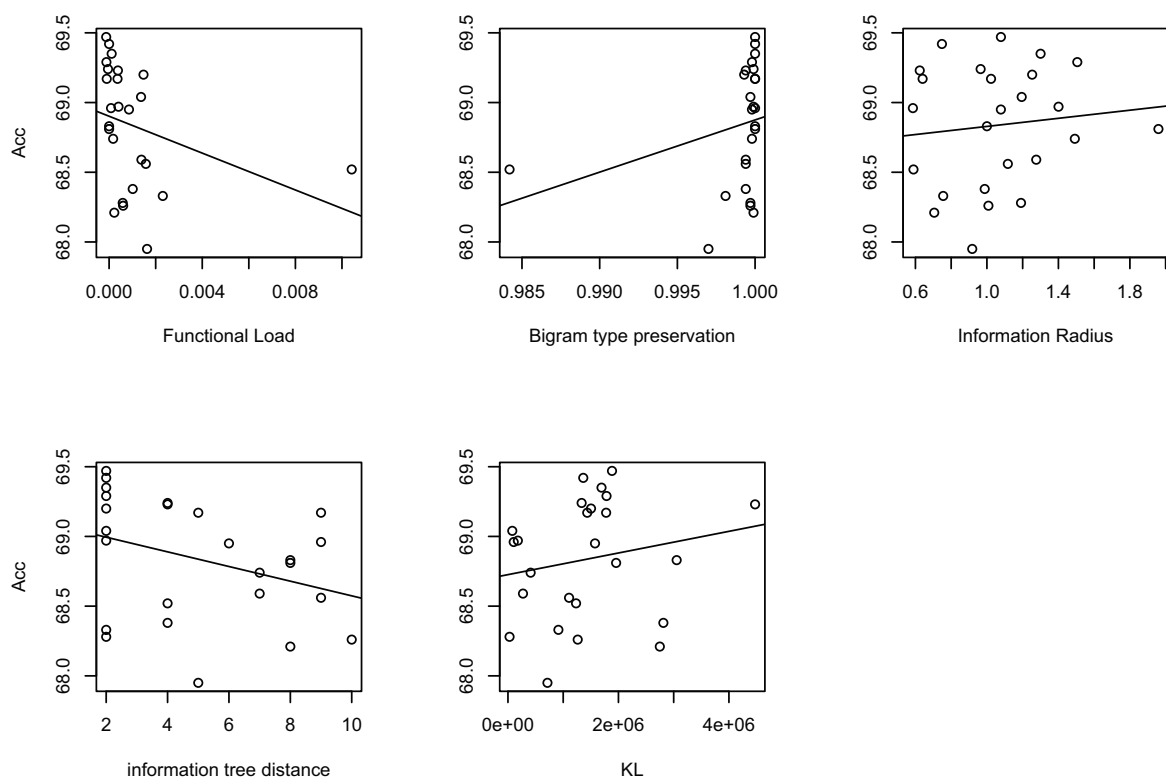 69.5
69.0
68.5
68.0
Acc
0.000 0.004 0.008
Functional Load
69.5
69.0
68.5
68.0
0.985 0.990 0.995 1.000
Bigram type preservation
69.5
69.0
68.5
68.0
0.6 1.0 1.4 1.8
Information Radius
69.5
69.0
68.5
68.0
Acc
2 4 6 8 10
information tree distance
69.5
69.0
68.5
68.0
0e+00 2e+06 4e+06
KL